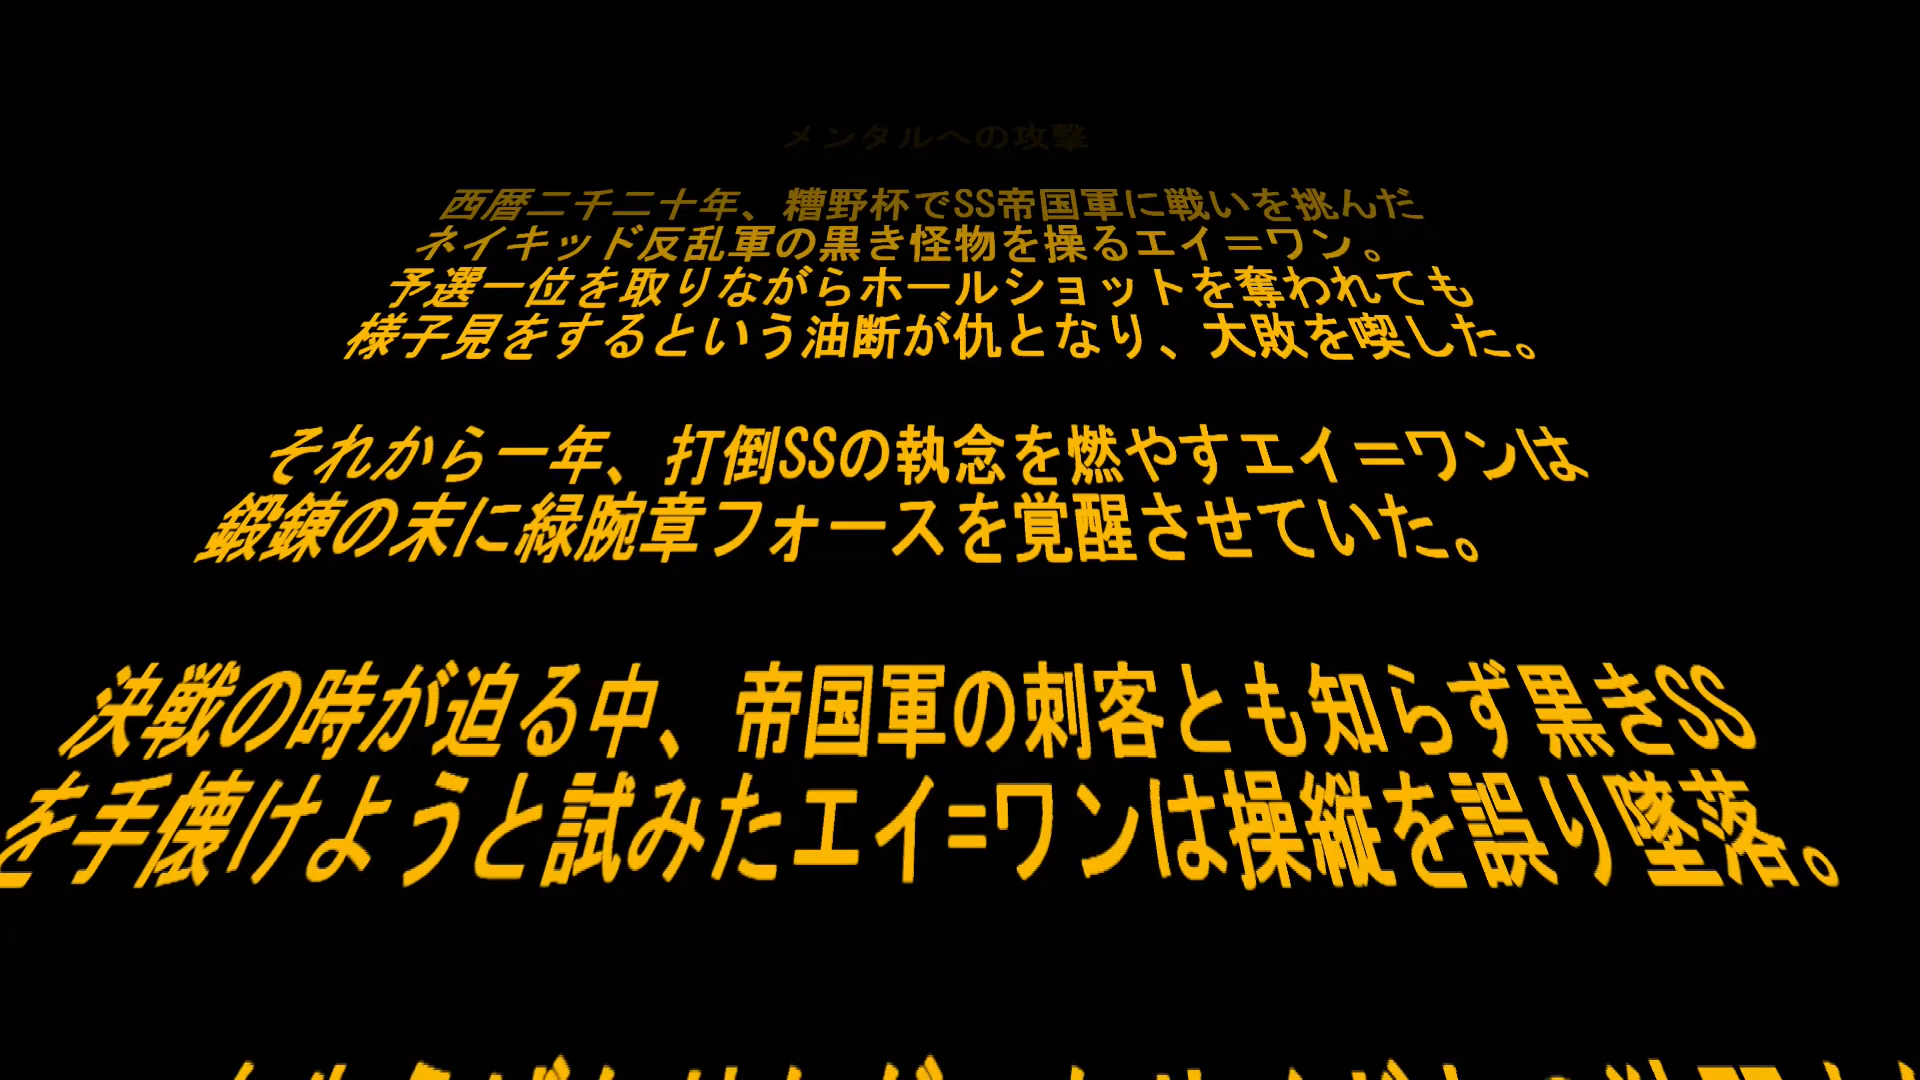 メンタルへの攻撃
西暦二千二十年、糟野杯でSS帝国軍に戦いを挑んだ
ネイキッド反乱軍の黒き怪物を操るエイ＝ワン。
予選一位を取りながらホールショットを奪われても
様子見をするという油断が仇となり、大敗を喫した。
それから一年、打倒SSの執念を燃やすエイ＝ワンは
鍛錬の末に緑腕章フォースを覚醒させていた。
決戦の時が迫る中、帝国軍の刺客とも知らず黒きSS
を手懐けようと試みたエイ=ワンは操縦を誤り墜落。